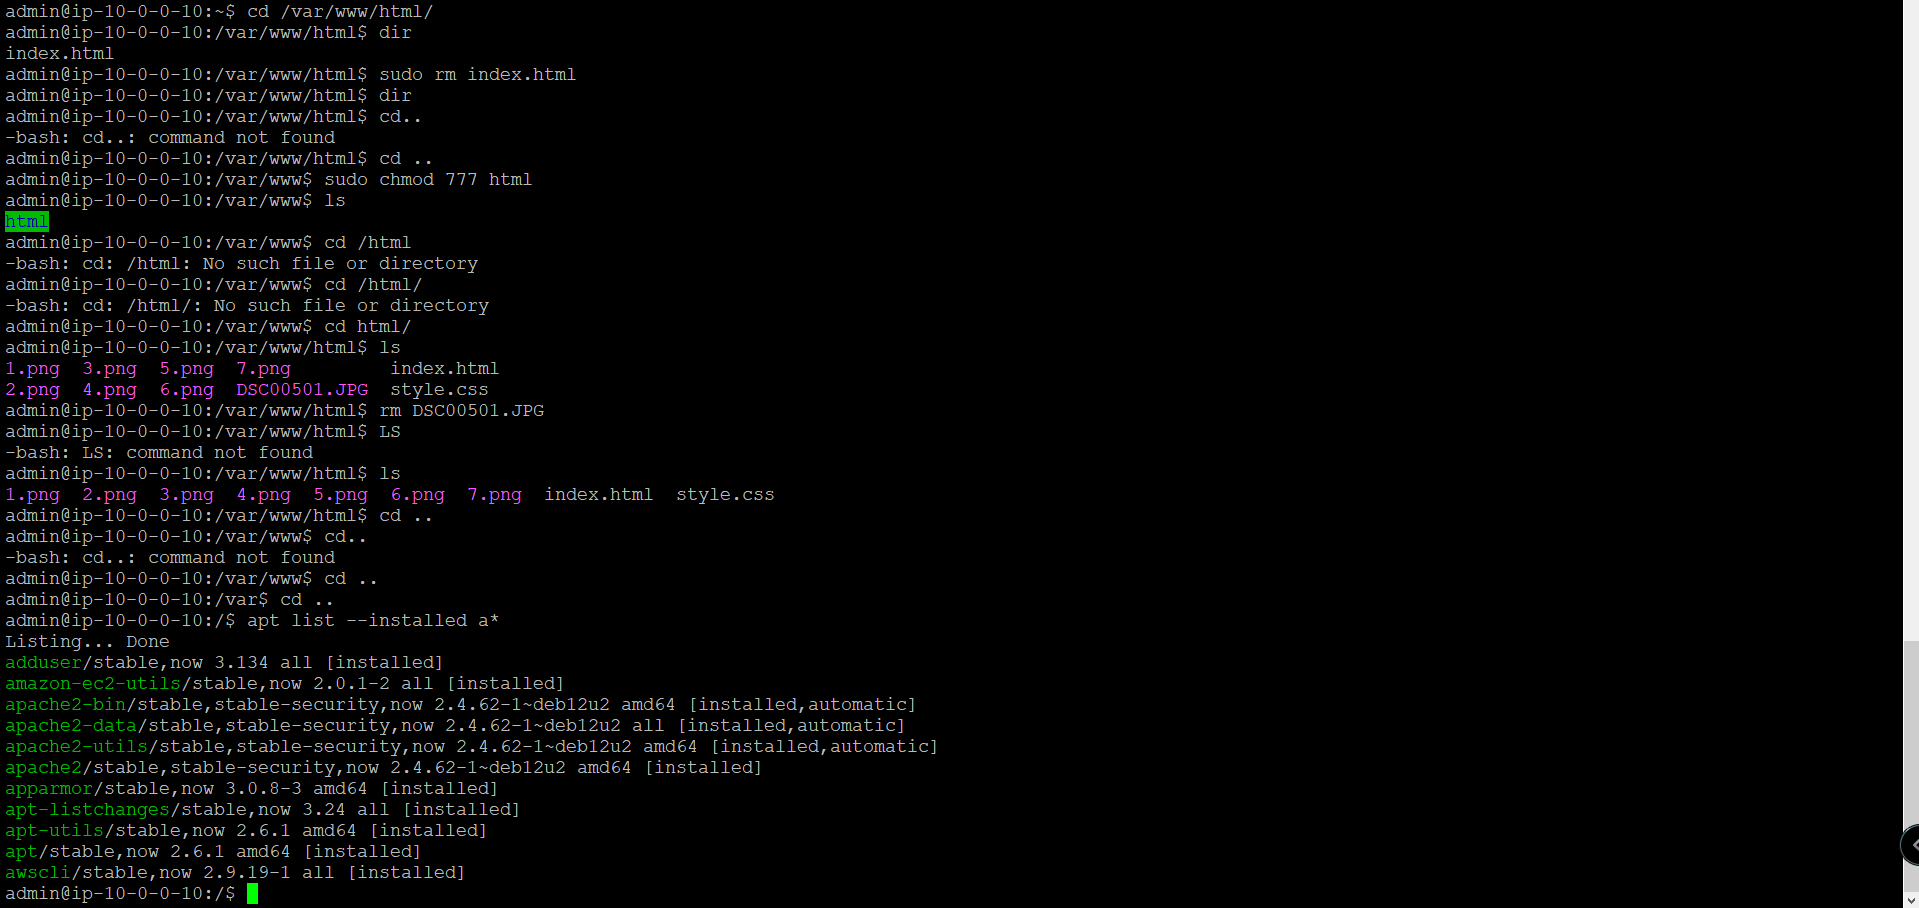 admin@ip-10-0-0-10:~$ cd /var/www/html/
admin@ip-10-0-0-10:/var/www/html$ dir
index.html
admin@ip-10-0-0-10:/var/www/html$ sudo rm index.html
admin@ip-10-0-0-10:/var/www/html$ dir
admin@ip-10-0-0-10:/var/www/html$ cd..
-bash: cd..: command not found
admin@ip-10-0-0-10:/var/www/html$ cd ..
admin@ip-10-0-0-10:/var/www$ sudo chmod 777 html
admin@ip-10-0-0-10:/var/www$ ls
html
admin@ip-10-0-0-10:/var/www$ cd /html
-bash: cd: /html: No such file or directory
admin@ip-10-0-0-10:/var/www$ cd /html/
-bash: cd: /html/: No such file or directory
admin@ip-10-0-0-10:/var/www$ cd html/
admin@ip-10-0-0-10:/var/www/html$ ls
1.png  3.png  5.png  7.png         index.html
2.png  4.png  6.png  DSC00501.JPG  style.css
admin@ip-10-0-0-10:/var/www/html$ rm DSC00501.JPG
admin@ip-10-0-0-10:/var/www/html$ LS
-bash: LS: command not found
admin@ip-10-0-0-10:/var/www/html$ ls
1.png  2.png  3.png  4.png  5.png  6.png  7.png  index.html  style.css
admin@ip-10-0-0-10:/var/www/html$ cd ..
admin@ip-10-0-0-10:/var/www$ cd..
-bash: cd..: command not found
admin@ip-10-0-0-10:/var/www$ cd ..
admin@ip-10-0-0-10:/var$ cd ..
admin@ip-10-0-0-10:/$ apt list --installed a*
Listing... Done
adduser/stable,now 3.134 all [installed]
amazon-ec2-utils/stable,now 2.0.1-2 all [installed]
apache2-bin/stable,stable-security,now 2.4.62-1~deb12u2 amd64 [installed,automatic]
apache2-data/stable,stable-security,now 2.4.62-1~deb12u2 all [installed,automatic]
apache2-utils/stable,stable-security,now 2.4.62-1~deb12u2 amd64 [installed,automatic]
apache2/stable,stable-security,now 2.4.62-1~deb12u2 amd64 [installed]
apparmor/stable,now 3.0.8-3 amd64 [installed]
apt-listchanges/stable,now 3.24 all [installed]
apt-utils/stable,now 2.6.1 amd64 [installed]
apt/stable,now 2.6.1 amd64 [installed]
awscli/stable,now 2.9.19-1 all [installed]
admin@ip-10-0-0-10:/$